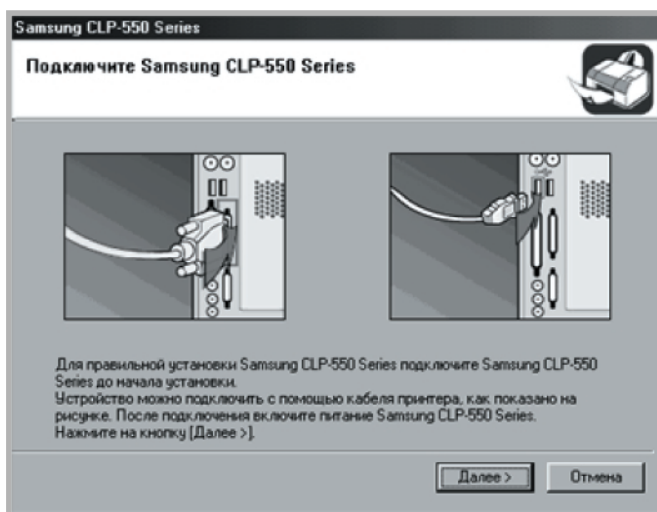 Samsung CLP-550 Series
Подключите Samsung CLP-550 Series
Для правильной установки Samsung CLP-550 Series подключите Samsung CLP-550
Series до начала установки.
Устройство можно подключить с помощью кабеля принтера, как показано на
рисунке. После подключения включите питание Samsung CLP-550 Series.
Нажмите на кнопку [Далее >].
Далее >
Отмена